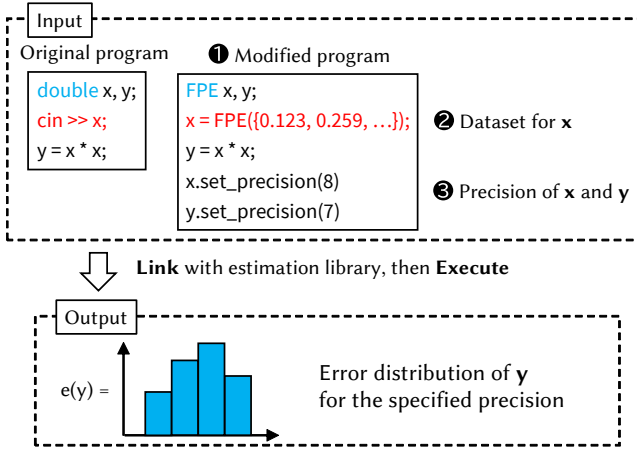 Input
Original program
❶ Modified program
double x, y;
cin >> x;
y = x * x;
FPE x, y;
x = FPE({0.123, 0.259, …});
y = x * x;
x.set_precision(8)
y.set_precision(7)
❷ Dataset for x
❸ Precision of x and y
Link with estimation library, then Execute
Output
e(y) =
Error distribution of y
for the specified precision